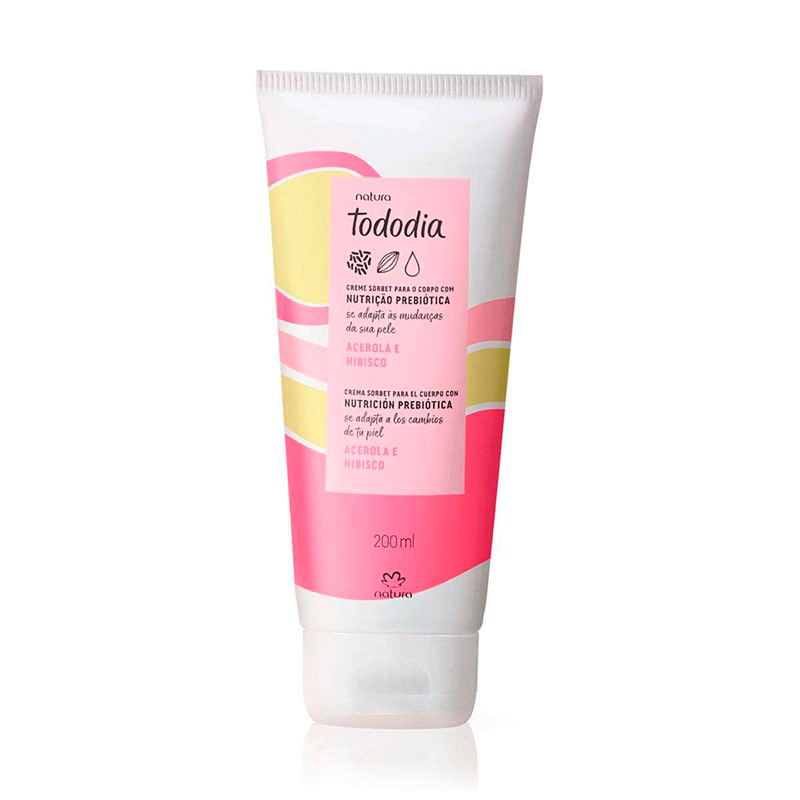 natura
tododia
CREME SORBET PARA O CORPO COM
NUTRIÇÃO PREBIÓTICA
se adapta às mudanças
da sua pele
ACEROLA E
HIBISCO
CREMA SORBET PARA EL CUERPO CON
NUTRICIÓN PREBIÓTICA
se adapta a los cambios
de tu piel
ACEROLA E
HIBISCO
200 ml
natura